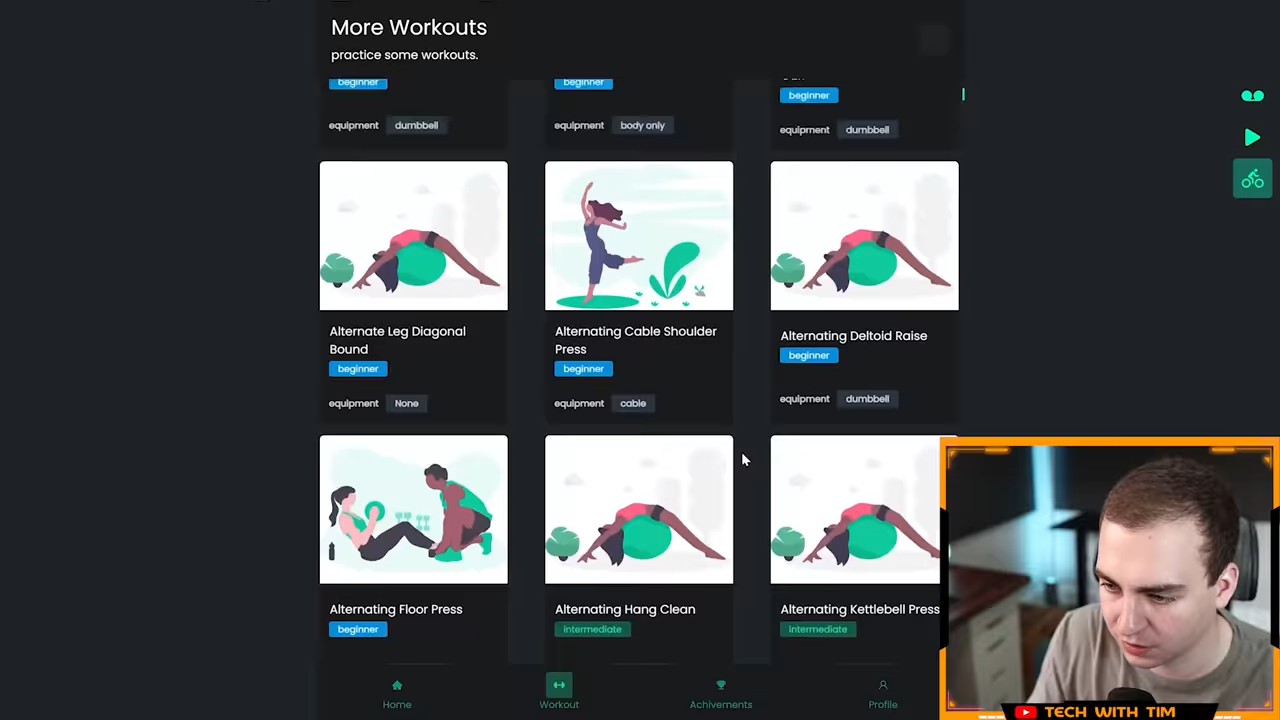 More Workouts
practice some workouts.
beginner
equipment dumbbell
beginner
equipment body only
beginner
equipment dumbbell
Alternate Leg Diagonal
Bound
beginner
equipment None
Alternating Cable Shoulder
Press
beginner
equipment cable
Alternating Deltoid Raise
beginner
equipment dumbbell
Alternating Floor Press
beginner
Alternating Hang Clean
intermediate
Alternating Kettlebell Press
intermediate
Home
Workout
Achivements
Profile
TECH WITH TIM